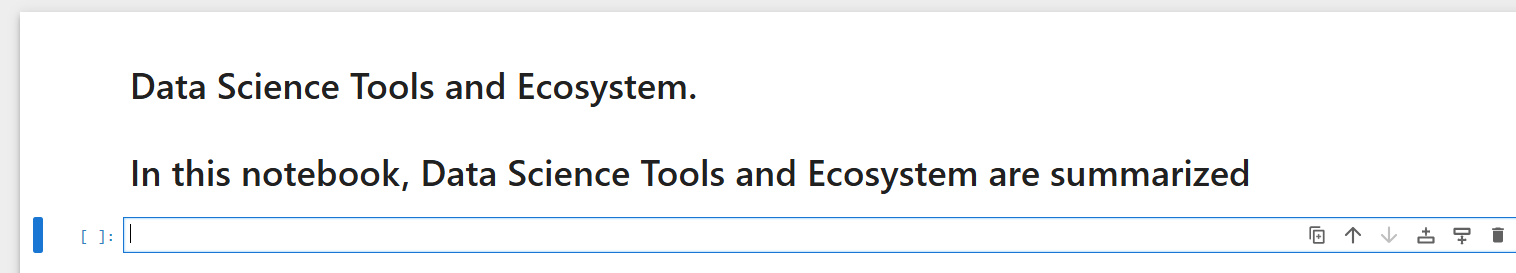 Data Science Tools and Ecosystem.
In this notebook, Data Science Tools and Ecosystem are summarized
[ ]: